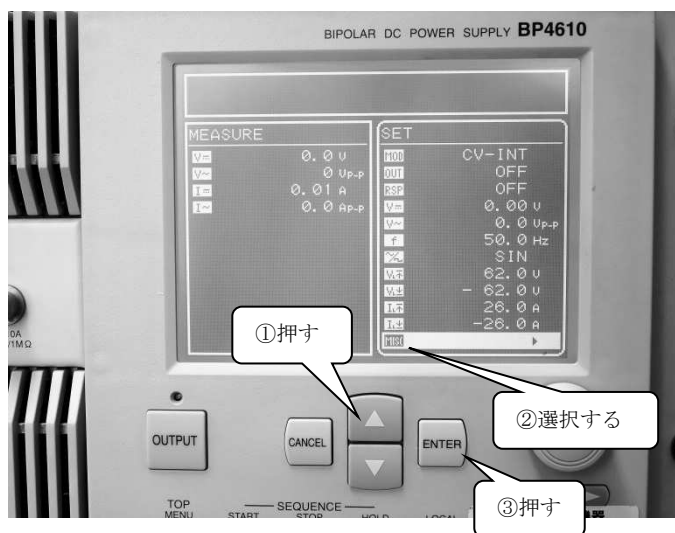 BIPOLAR DC POWER SUPPLY BP4610
MEASURE
V= 0.0 V
V~ 0 Vp-p
I= 0.01 A
I~ 0.0 Ap-p
SET
MOD CV-INT
OUT OFF
RSP OFF
V= 0.00 V
V~ 0.0 Vp-p
f 50.0 Hz
SIN
62.0 V
- 62.0 V
26.0 A
-26.0 A
MISC
0A
/1MΩ
①押す
②選択する
OUTPUT
CANCEL
ENTER
③押す
TOP
MENU
SEQUENCE
START STOP HOLD LOCAL